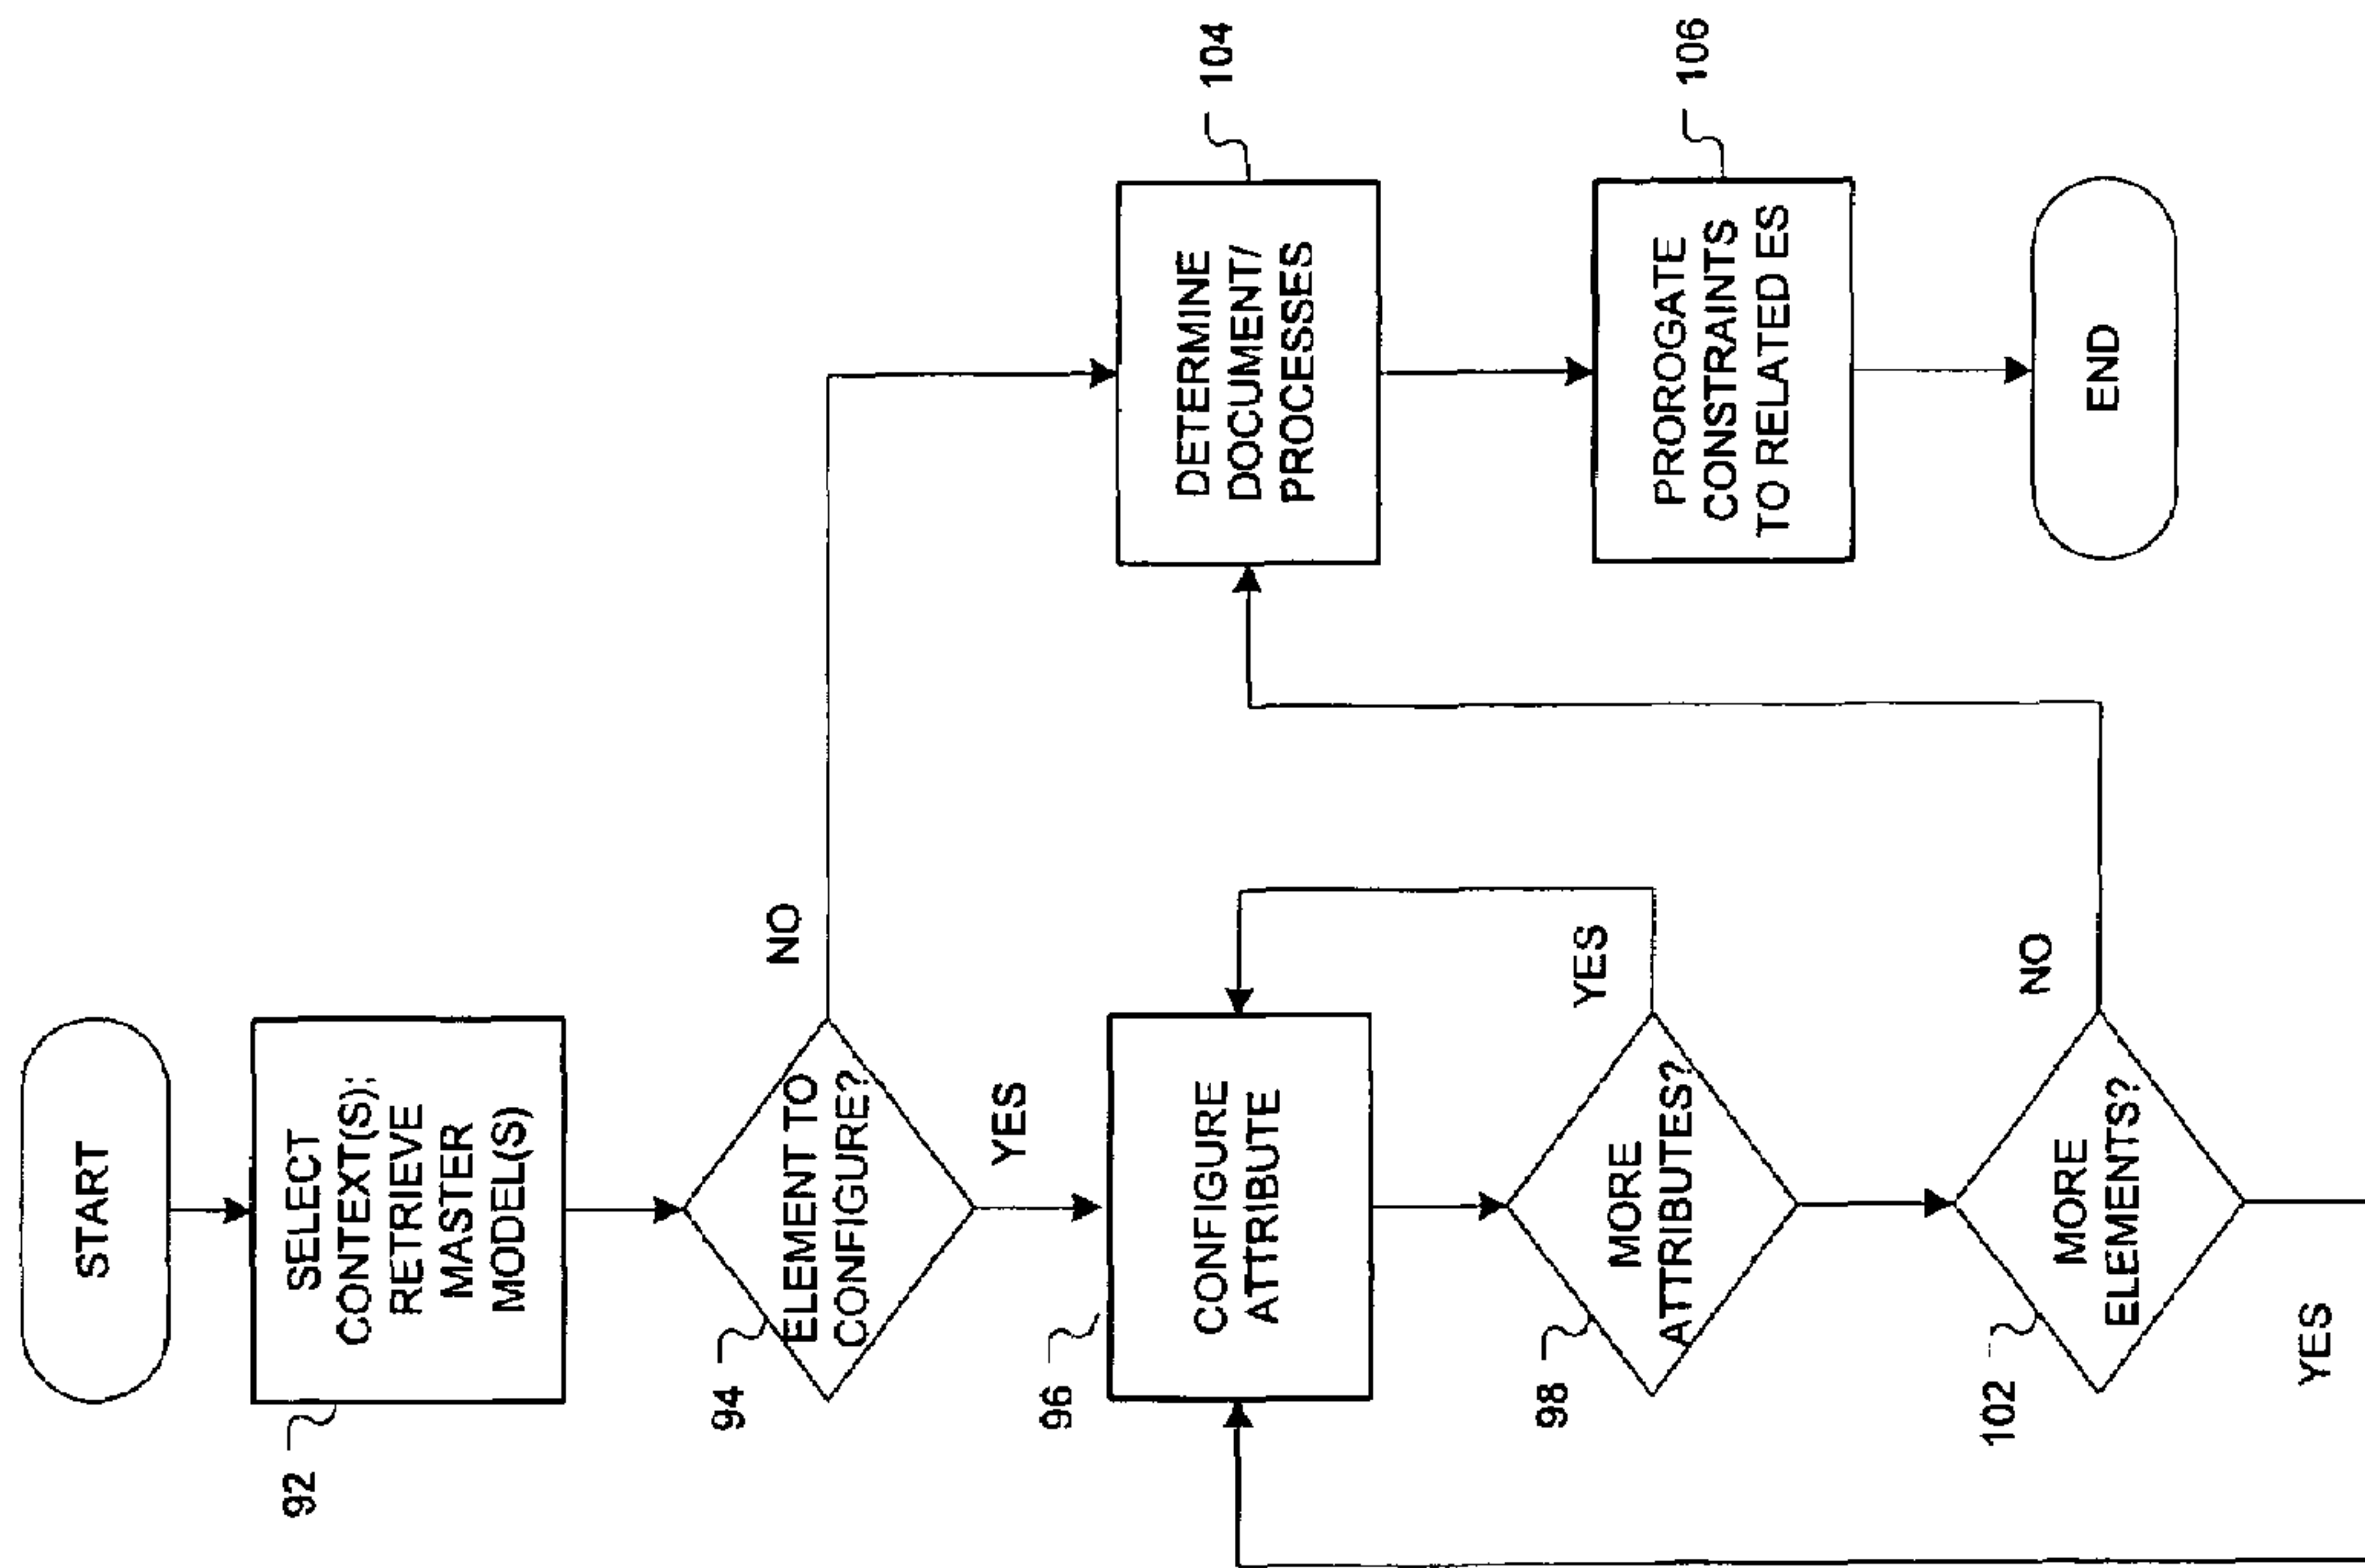 START
92
SELECT
CONTEXT(S);
RETRIEVE
MASTER
MODEL(S)
94
ELEMENT TO
CONFIGURE?
NO
YES
96
CONFIGURE
ATTRIBUTE
98
MORE
ATTRIBUTES?
YES
102
MORE
ELEMENTS?
NO
YES
104
DETERMINE
DOCUMENT/
PROCESSES
106
PROROGATE
CONSTRAINTS
TO RELATED ES
END